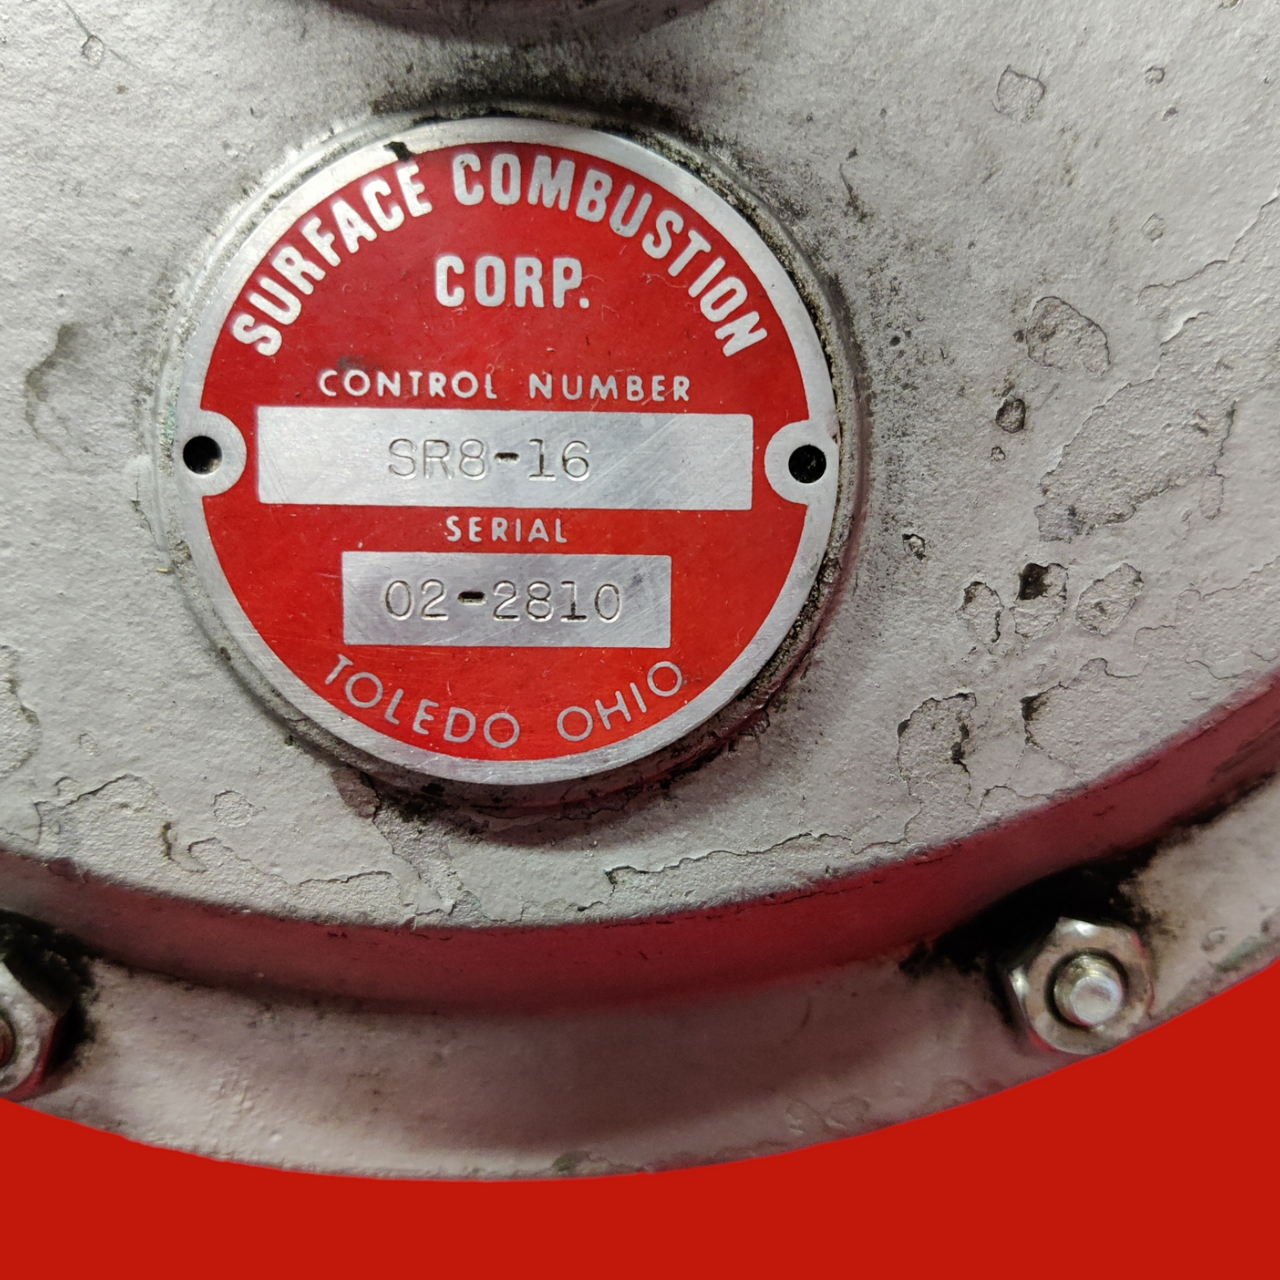 SURFACE COMBUSTION
CORP.
CONTROL NUMBER
SR8-16
SERIAL
02-2810
TOLEDO OHIO